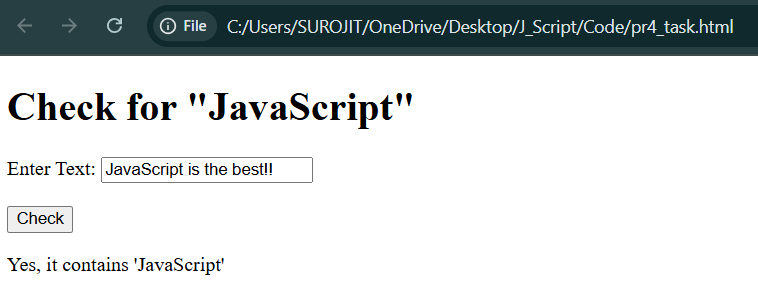 File C:/Users/SUROJIT/OneDrive/Desktop/J_Script/Code/pr4_task.html
Check for "JavaScript"
Enter Text: JavaScript is the best!!
Check
Yes, it contains 'JavaScript'